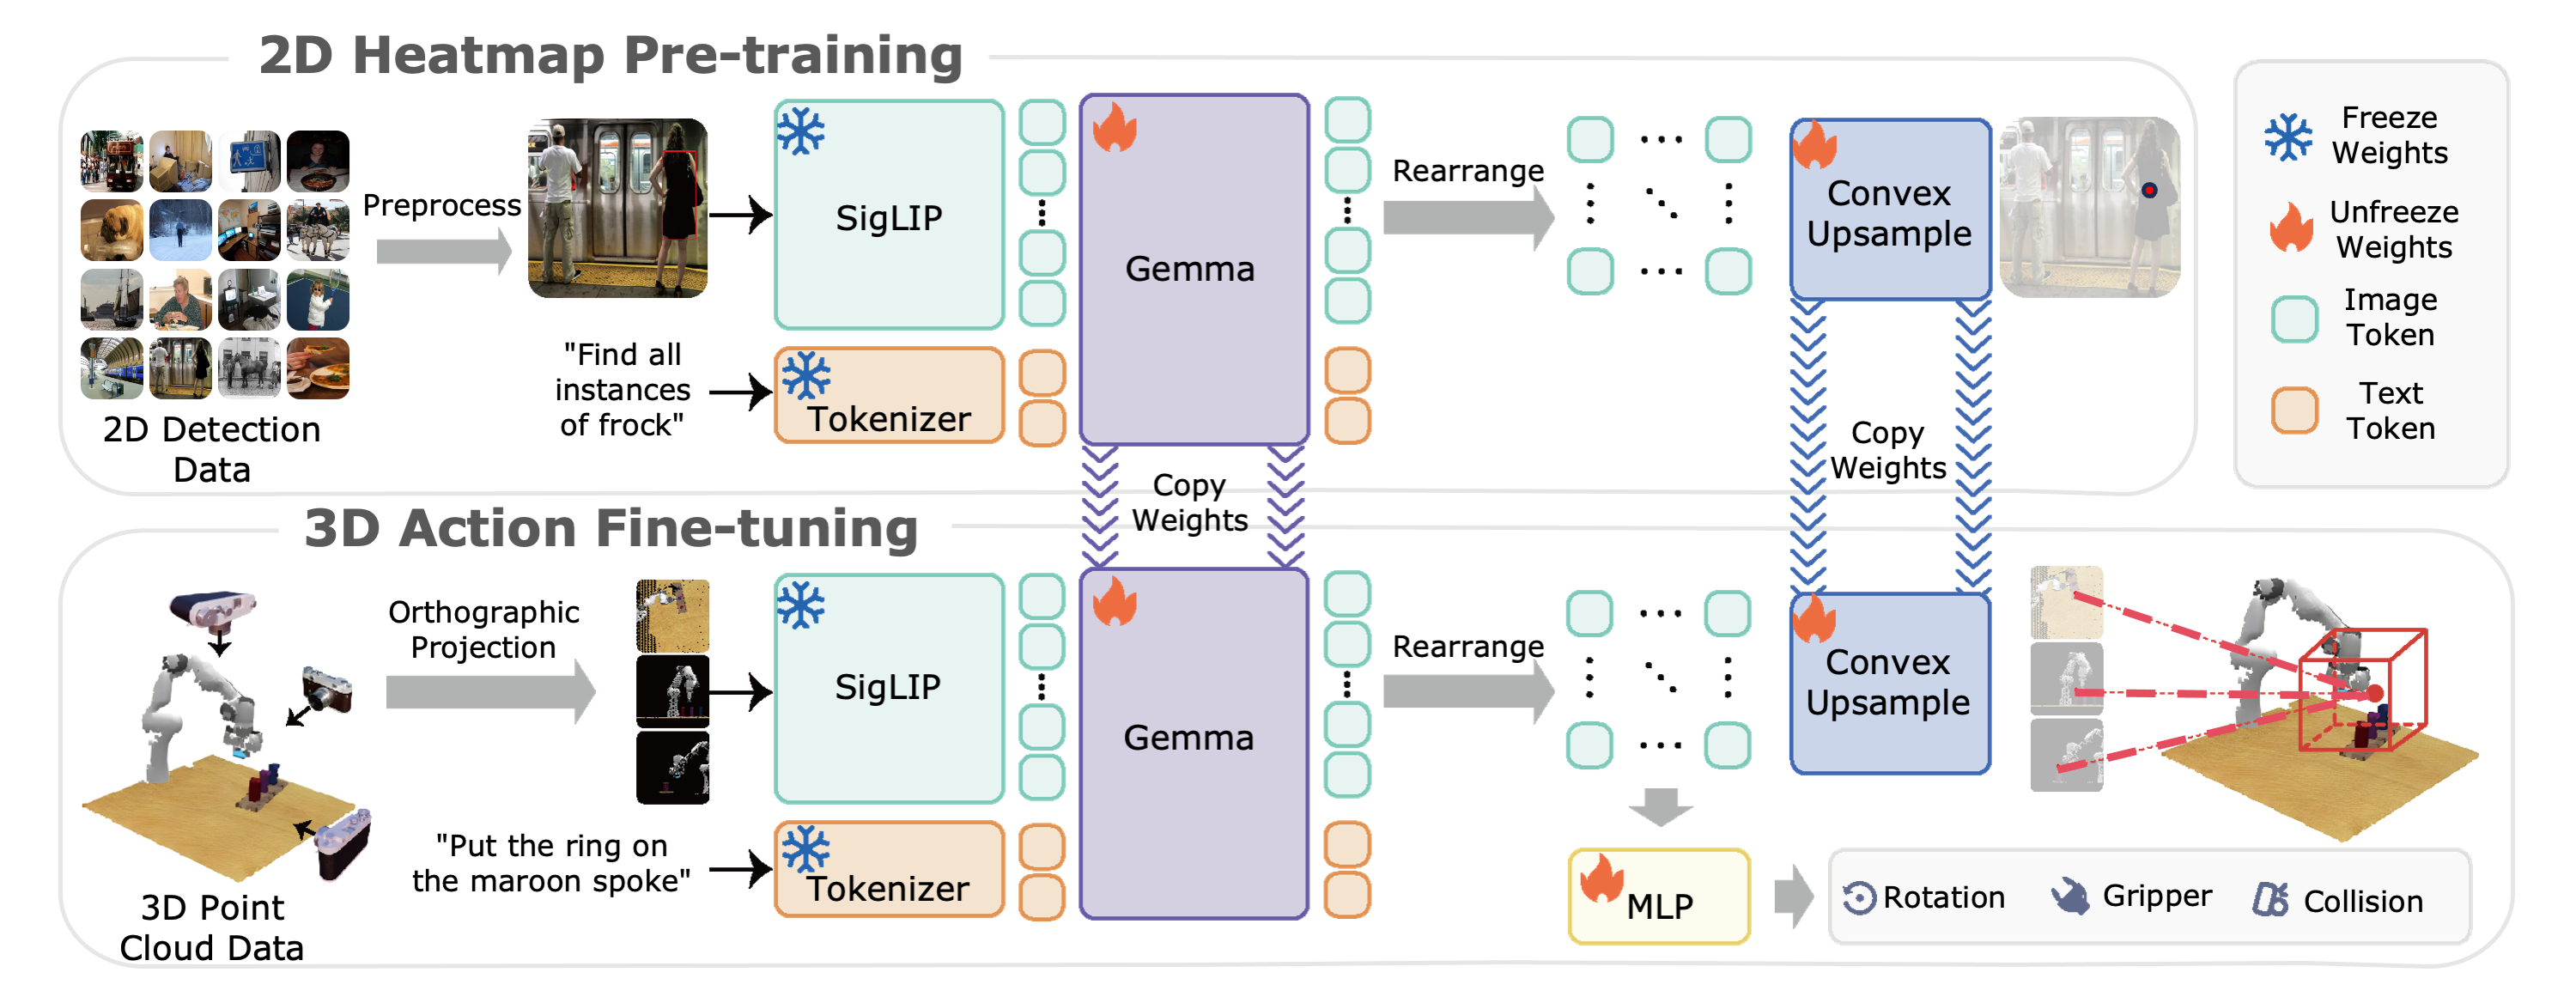 2D Heatmap Pre-training
Preprocess
2D Detection
Data
"Find all
instances
of frock"
SigLIP
Tokenizer
Gemma
Rearrange
Convex
Upsample
Copy
Weights
Copy
Weights
Freeze
Weights
Unfreeze
Weights
Image
Token
Text
Token
3D Action Fine-tuning
Orthographic
Projection
3D Point
Cloud Data
"Put the ring on
the maroon spoke"
SigLIP
Tokenizer
Gemma
Rearrange
Convex
Upsample
MLP
Rotation
Gripper
Collision